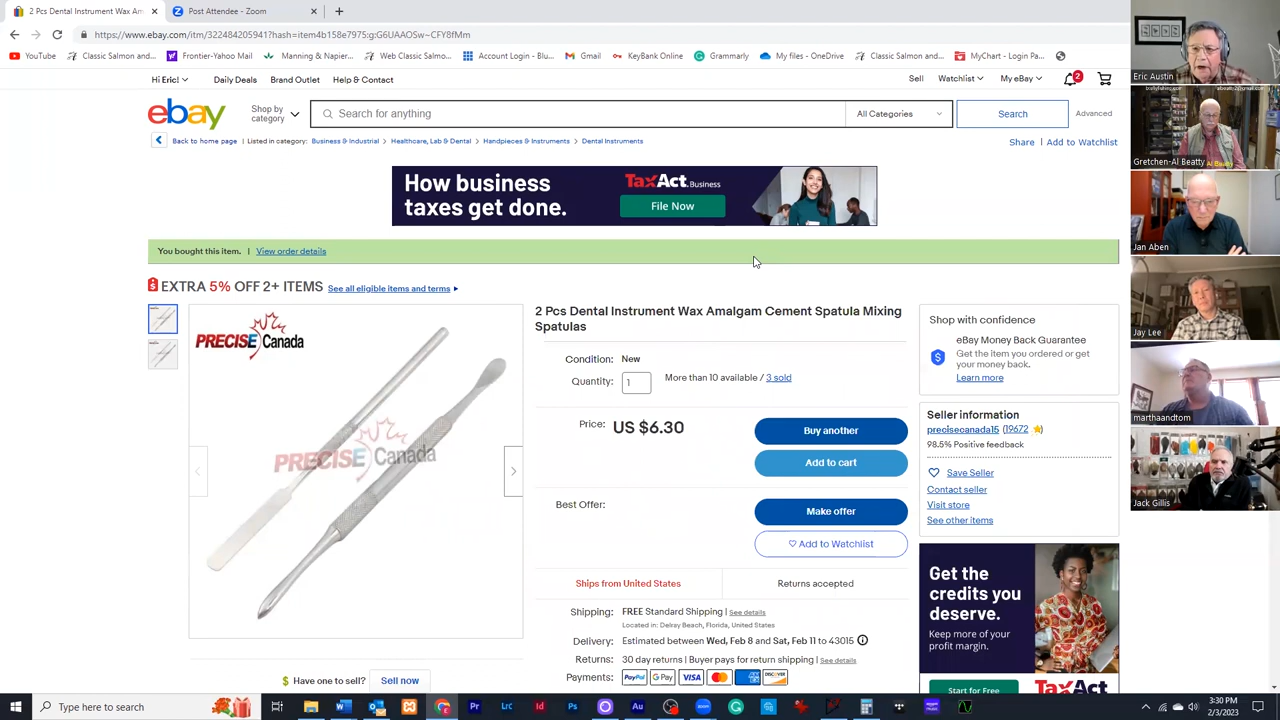 2 Pcs Dental Instrument Wax Am
Post Attendee - Zoom
https://www.ebay.com/itm/322484205941?hash=item4b158e7975:g:G6UAAOSw~CTY0fMM
YouTube
Classic Salmon and...
Frontier-Yahoo Mail
Manning & Napier...
Web Classic Salmo...
Account Login - Blu...
Gmail
KeyBank Online
Grammarly
My files - OneDrive
Classic Salmon and...
MyChart - Login Pa...
Hi Eric!
Daily Deals
Brand Outlet
Help & Contact
Sell
Watchlist
My eBay
2
ebay
Shop by
category
Search for anything
All Categories
Search
Advanced
Back to home page
Listed in category:
Business & Industrial
Healthcare, Lab & Dental
Handpieces & Instruments
Dental Instruments
Share
Add to Watchlist
How business
taxes get done.
TaxAct. Business
File Now
You bought this item.
View order details
EXTRA 5% OFF 2+ ITEMS
See all eligible items and terms
PRECISE Canada
PRECISE Canada
2 Pcs Dental Instrument Wax Amalgam Cement Spatula Mixing
Spatulas
Condition: New
Quantity: 1
More than 10 available / 3 sold
Price: US $6.30
Buy another
Add to cart
Best Offer:
Make offer
Add to Watchlist
Ships from United States
Returns accepted
Shipping: FREE Standard Shipping | See details
Located in: Delray Beach, Florida, United States
Delivery: Estimated between Wed, Feb 8 and Sat, Feb 11 to 43015
Returns: 30 day returns | Buyer pays for return shipping | See details
Payments: PayPal G Pay VISA DISCOVER
Have one to sell?
Sell now
Shop with confidence
eBay Money Back Guarantee
Get the item you ordered or get
your money back.
Learn more
Seller information
precisecanada15 (19672)
98.5% Positive feedback
Save Seller
Contact seller
Visit store
See other items
Get the
credits you
deserve.
Keep more of your
profit margin.
Start for Free
TaxAct
Eric Austin
Gretchen-Al Beatty
Al Beatty
Jan Aben
Jay Lee
marthaandtom
Jack Gillis
Type here to search
3:30 PM
2/3/2023